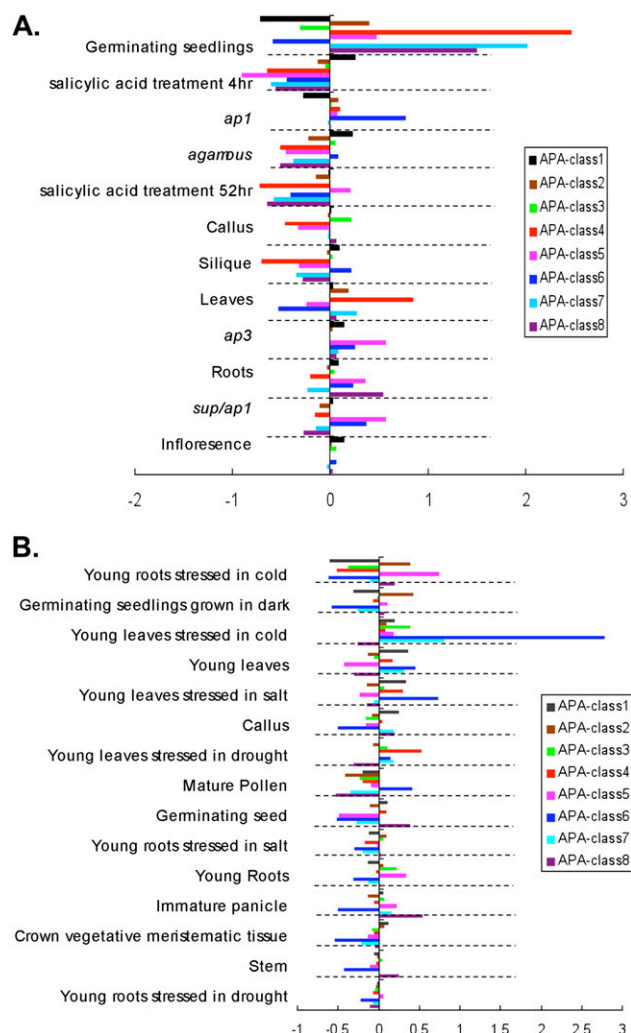 A.
Germinating seedlings
salicylic acid treatment 4hr
ap1
agamous
salicylic acid treatment 52hr
Callus
Silique
Leaves
ap3
Roots
sup/ap1
Infloresence
APA-class1
APA-class2
APA-class3
APA-class4
APA-class5
APA-class6
APA-class7
APA-class8
-2 -1 0 1 2 3
B.
Young roots stressed in cold
Germinating seedlings grown in dark
Young leaves stressed in cold
Young leaves
Young leaves stressed in salt
Callus
Young leaves stressed in drought
Mature Pollen
Germinating seed
Young roots stressed in salt
Young Roots
Immature panicle
Crown vegetative meristematic tissue
Stem
Young roots stressed in drought
APA-class1
APA-class2
APA-class3
APA-class4
APA-class5
APA-class6
APA-class7
APA-class8
-1 -0.5 0 0.5 1 1.5 2 2.5 3